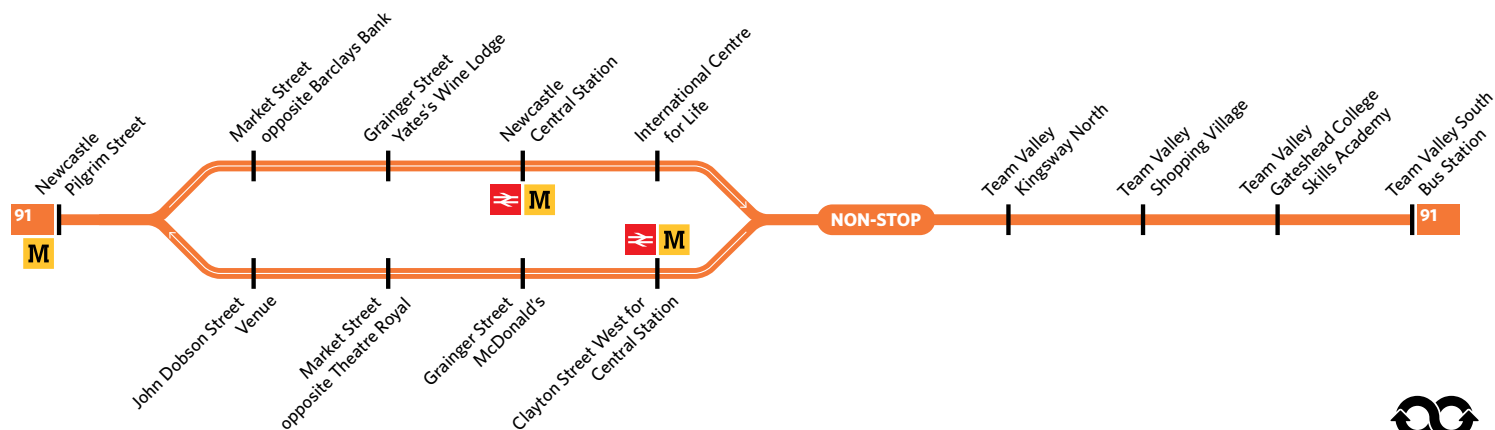 91
M
Newcastle
Pilgrim Street
Market Street
opposite Barclays Bank
Grainger Street
Yates's Wine Lodge
Newcastle
Central Station
M
International Centre
for Life
John Dobson Street
Venue
Market Street
opposite Theatre Royal
Grainger Street
McDonald's
Clayton Street West for
Central Station
M
NON-STOP
Team Valley
Kingsway North
Team Valley
Shopping Village
Team Valley
Gateshead College
Skills Academy
Team Valley South
Bus Station
91